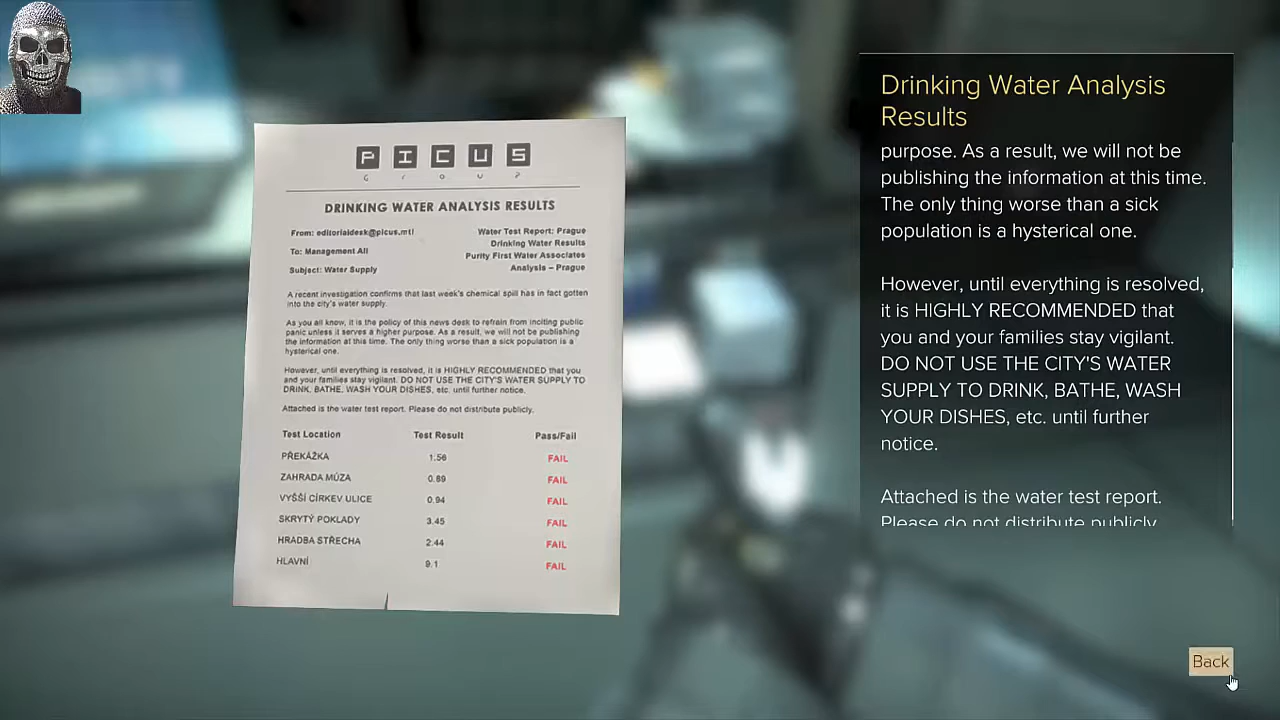 PICUS
GROUP
DRINKING WATER ANALYSIS RESULTS
From: editorialdesk@picus.mtl
To: Management All
Subject: Water Supply
Water Test Report: Prague
Drinking Water Results
Purity First Water Associates
Analysis – Prague
A recent investigation confirms that last week's chemical spill has in fact gotten
into the city's water supply.
As you all know, it is the policy of this news desk to refrain from inciting public
panic unless it serves a higher purpose. As a result, we will not be publishing
the information at this time. The only thing worse than a sick population is a
hysterical one.
However, until everything is resolved, it is HIGHLY RECOMMENDED that you
and your families stay vigilant. DO NOT USE THE CITY'S WATER SUPPLY TO
DRINK, BATHE, WASH YOUR DISHES, etc. until further notice.
Attached is the water test report. Please do not distribute publicly.
Test Location Test Result Pass/Fail
PŘEKÁŽKA 1.56 FAIL
ZAHRADA MÚZA 0.89 FAIL
VYŠŠÍ CÍRKEV ULICE 0.94 FAIL
SKRYTÝ POKLADY 3.45 FAIL
HRADBA STŘECHA 2.44 FAIL
HLAVNÍ 9.1 FAIL
Drinking Water Analysis
Results
purpose. As a result, we will not be
publishing the information at this time.
The only thing worse than a sick
population is a hysterical one.
However, until everything is resolved,
it is HIGHLY RECOMMENDED that
you and your families stay vigilant.
DO NOT USE THE CITY'S WATER
SUPPLY TO DRINK, BATHE, WASH
YOUR DISHES, etc. until further
notice.
Attached is the water test report.
Please do not distribute publicly
Back